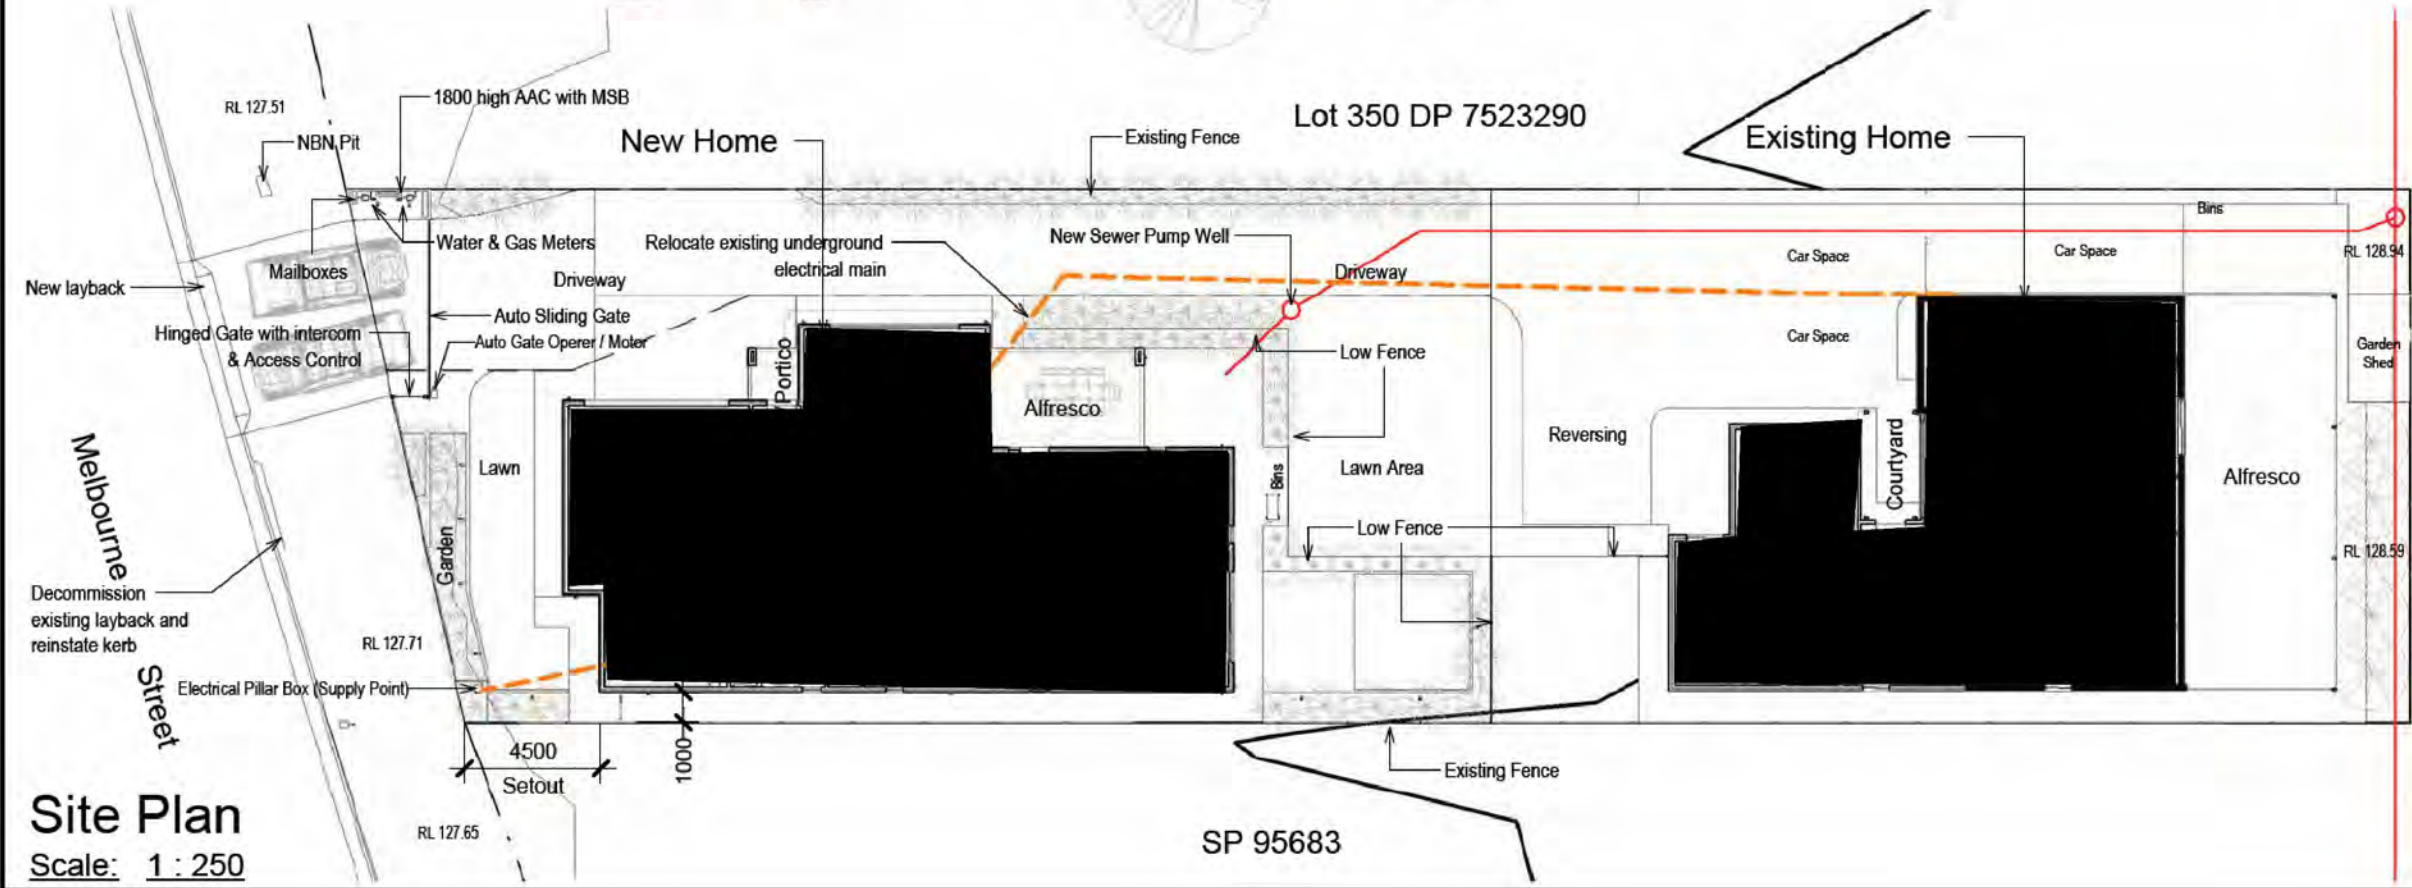 RL 127.51
1800 high AAC with MSB
NBN Pit
New Home
Existing Fence
Lot 350 DP 7523290
Existing Home
Bins
Water & Gas Meters
Mailboxes
Driveway
Relocate existing underground
electrical main
New Sewer Pump Well
Driveway
Car Space
Car Space
RL 128.94
New layback
Auto Sliding Gate
Hinged Gate with intercom
& Access Control
Auto Gate Operer / Motor
Portico
Low Fence
Car Space
Garden
Shed
Alfresco
Melbourne
Street
Lawn
Garden
Bins
Lawn Area
Reversing
Courtyard
Alfresco
Low Fence
RL 128.59
Decommission
existing layback and
reinstate kerb
RL 127.71
Electrical Pillar Box (Supply Point)
4500
Setout
1000
Existing Fence
Site Plan
Scale: 1 : 250
RL 127.65
SP 95683